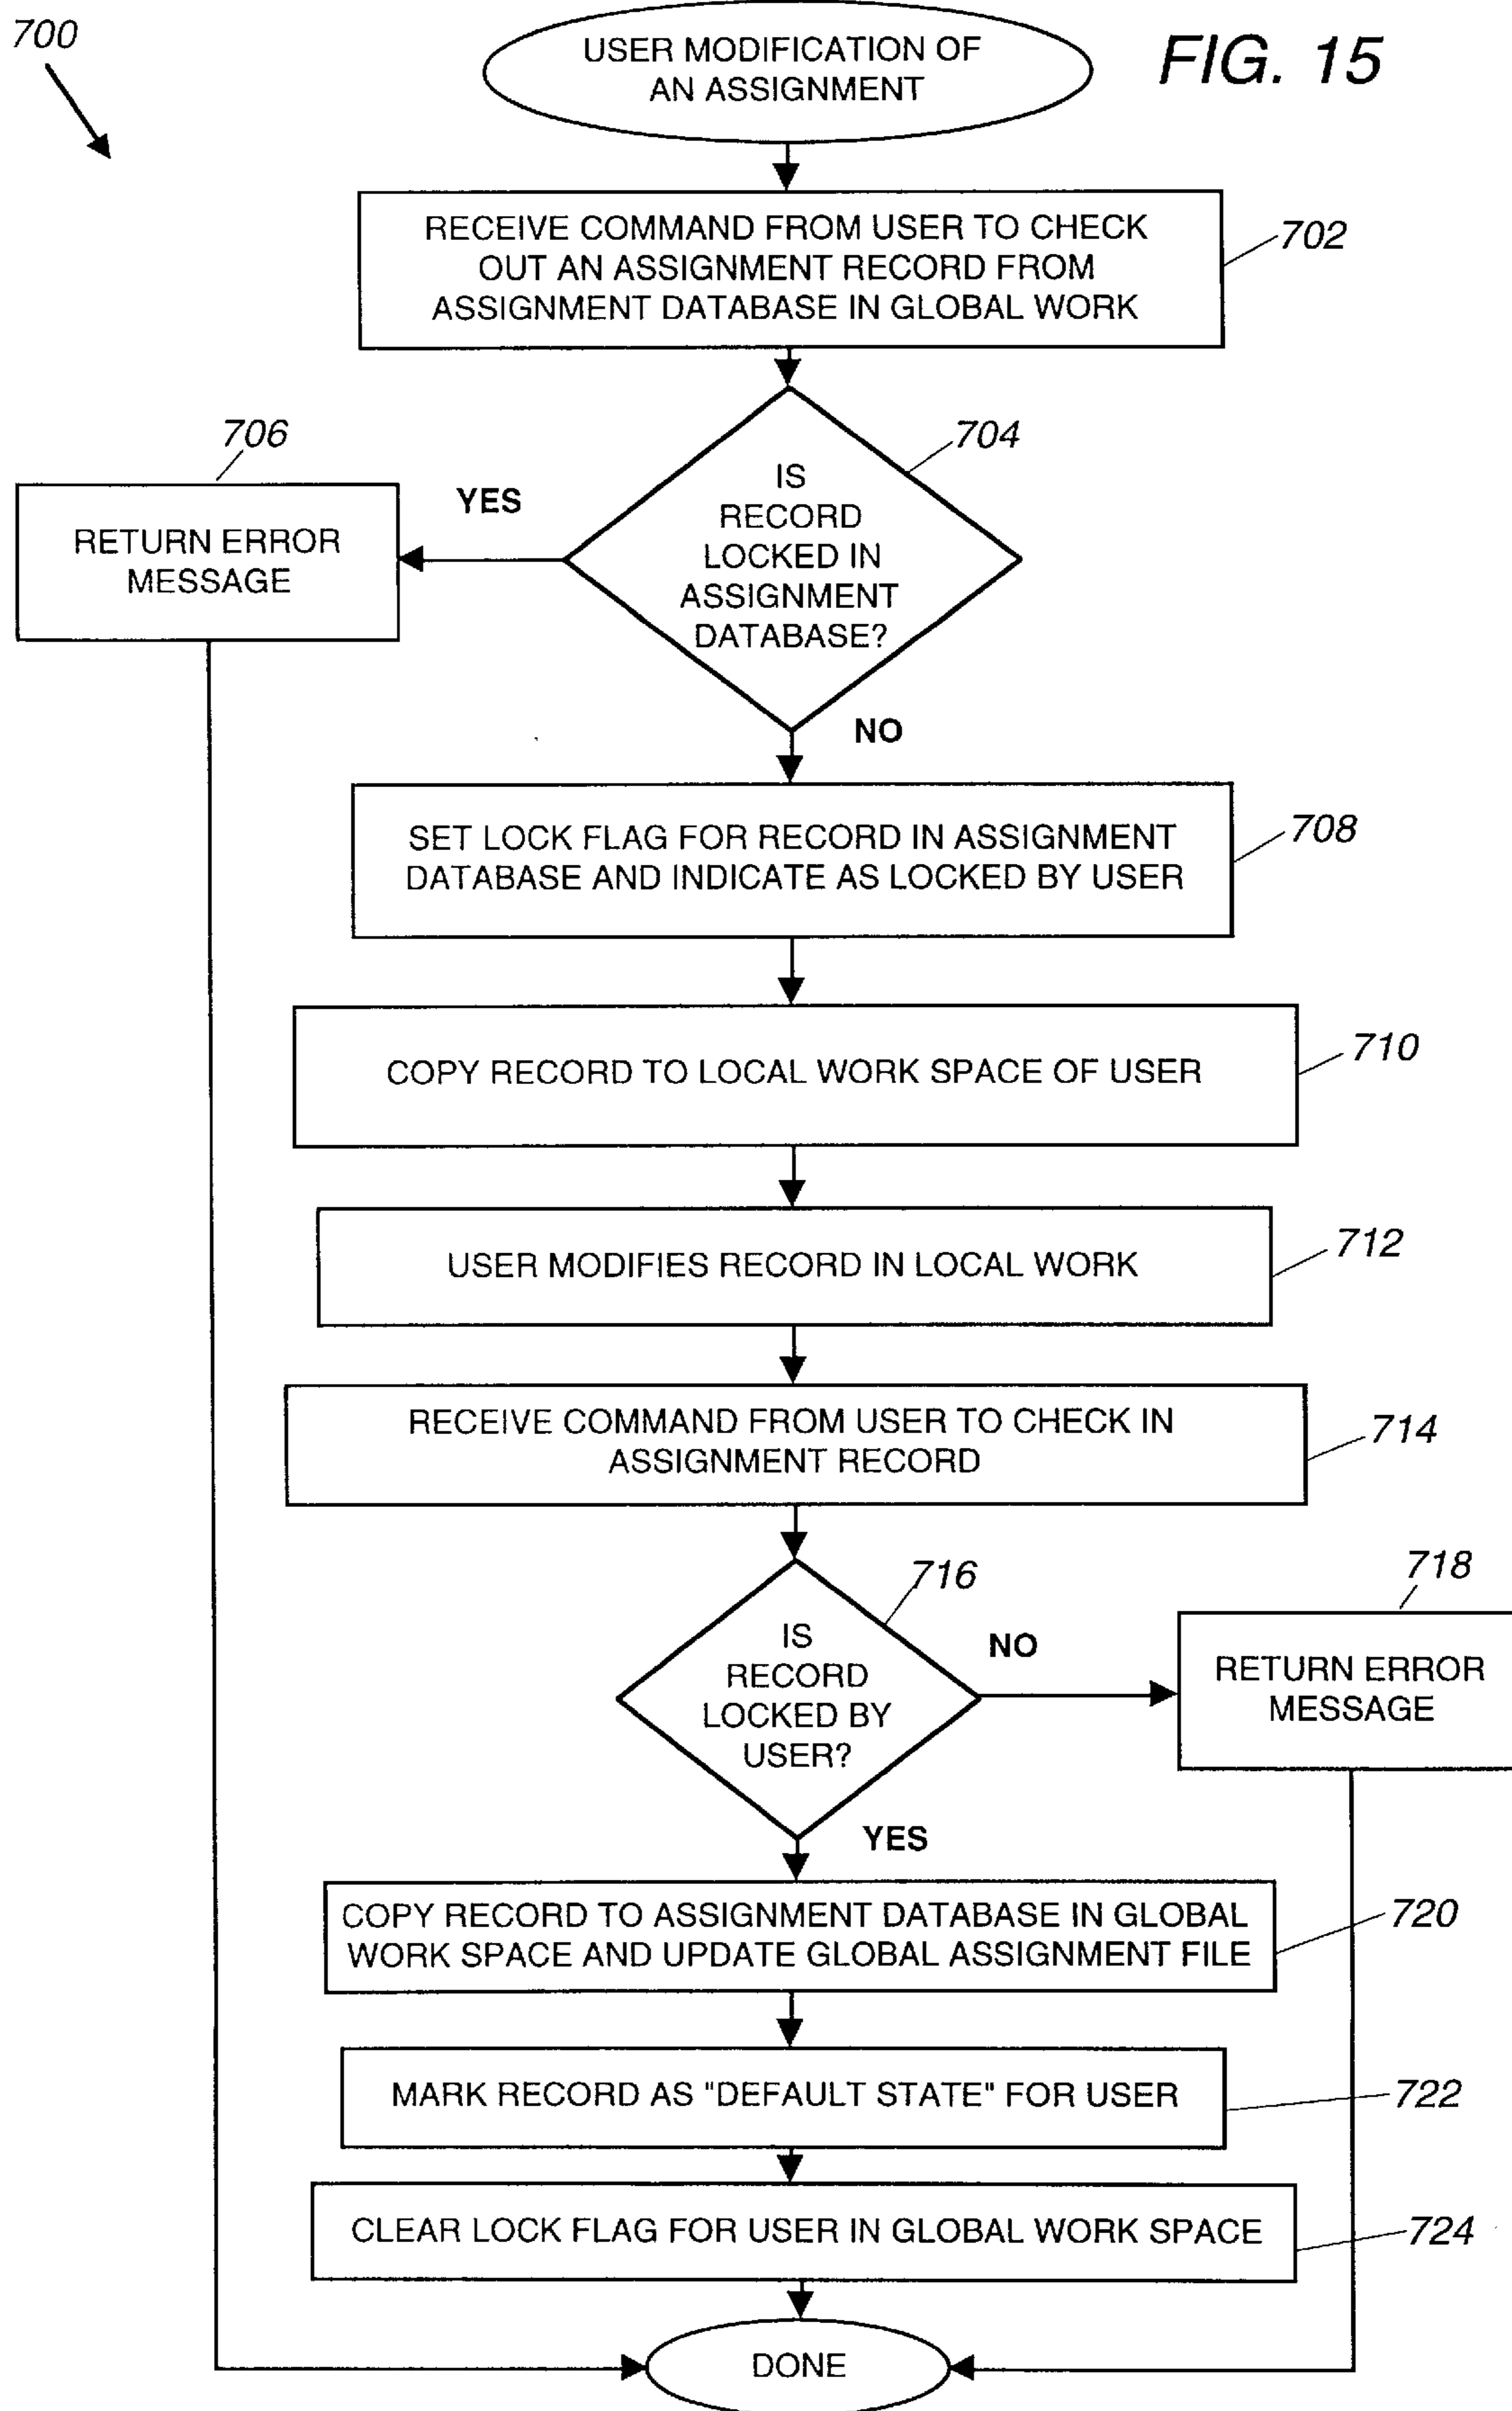 700
USER MODIFICATION OF
AN ASSIGNMENT
FIG. 15
RECEIVE COMMAND FROM USER TO CHECK
OUT AN ASSIGNMENT RECORD FROM
ASSIGNMENT DATABASE IN GLOBAL WORK
702
706
704
YES
IS
RECORD
LOCKED IN
ASSIGNMENT
DATABASE?
RETURN ERROR
MESSAGE
NO
SET LOCK FLAG FOR RECORD IN ASSIGNMENT
DATABASE AND INDICATE AS LOCKED BY USER
708
COPY RECORD TO LOCAL WORK SPACE OF USER
710
USER MODIFIES RECORD IN LOCAL WORK
712
RECEIVE COMMAND FROM USER TO CHECK IN
ASSIGNMENT RECORD
714
716
718
IS
RECORD
LOCKED BY
USER?
NO
RETURN ERROR
MESSAGE
YES
COPY RECORD TO ASSIGNMENT DATABASE IN GLOBAL
WORK SPACE AND UPDATE GLOBAL ASSIGNMENT FILE
720
MARK RECORD AS "DEFAULT STATE" FOR USER
722
CLEAR LOCK FLAG FOR USER IN GLOBAL WORK SPACE
724
DONE